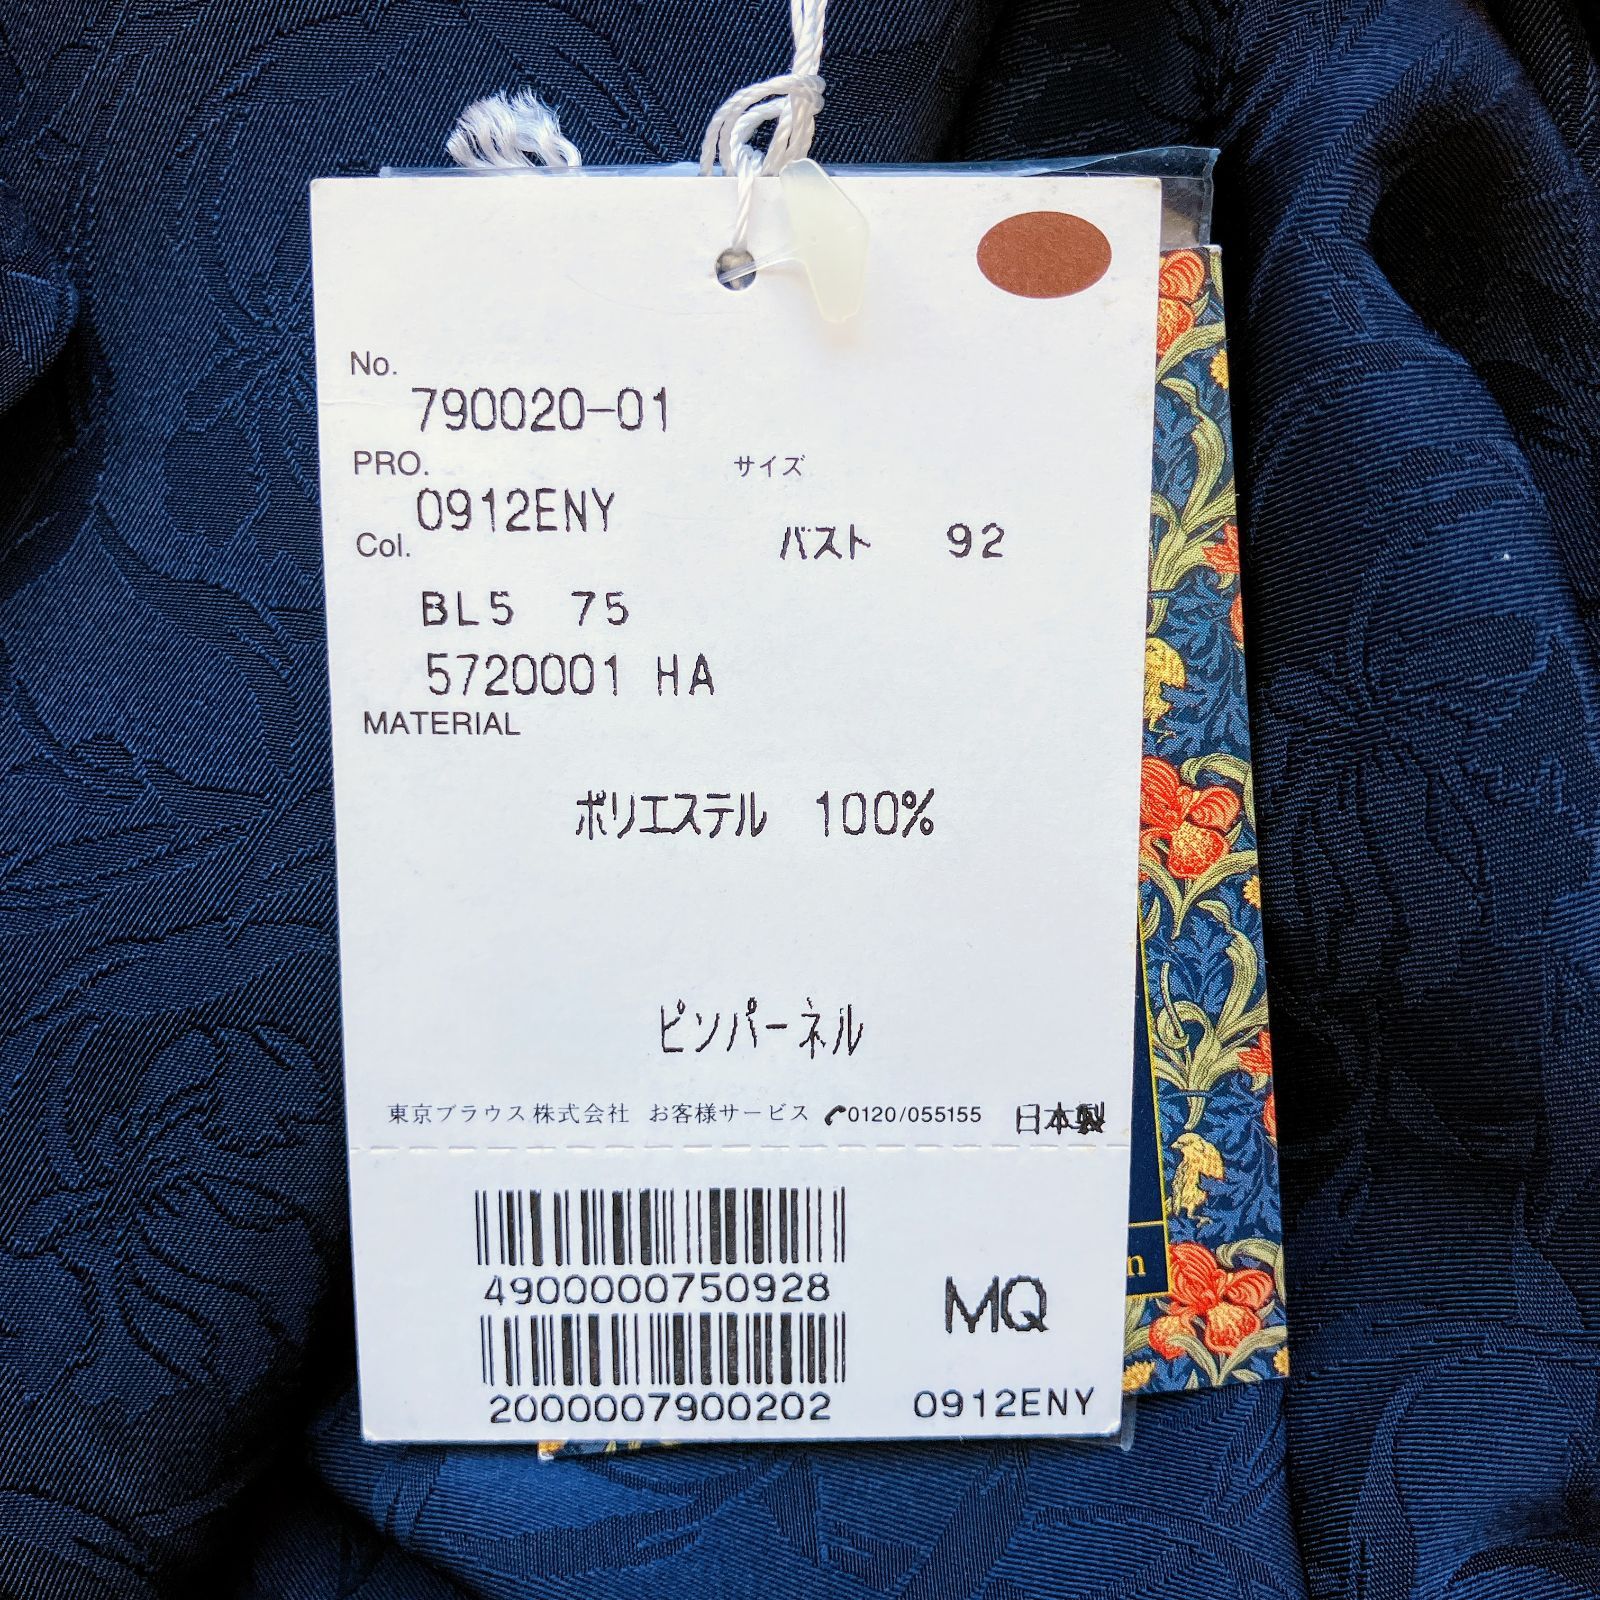 No.
790020-01
PRO.
サイズ
0912ENY
Col.
バスト 92
BL5 75
5720001 HA
MATERIAL
ポリエステル 100%
ピンパーネル
東京ブラウス株式会社 お客様サービス 0120/055155 日本製
4900000750928
MQ
2000007900202
0912ENY
n